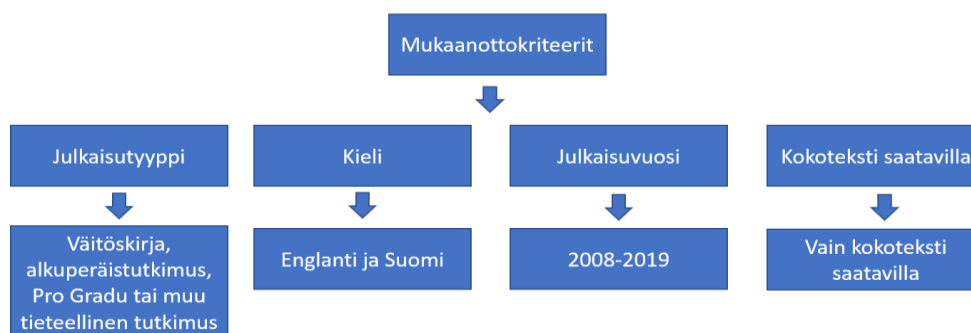 Mukaanottokriteerit
Julkaisutyyppi
Kieli
Julkaisuvuosi
Kokoteksti saatavilla
Väitöskirja,
alkuperäistutkimus,
Pro Gradu tai muu
tieteellinen tutkimus
Englanti ja Suomi
2008-2019
Vain kokoteksti
saatavilla